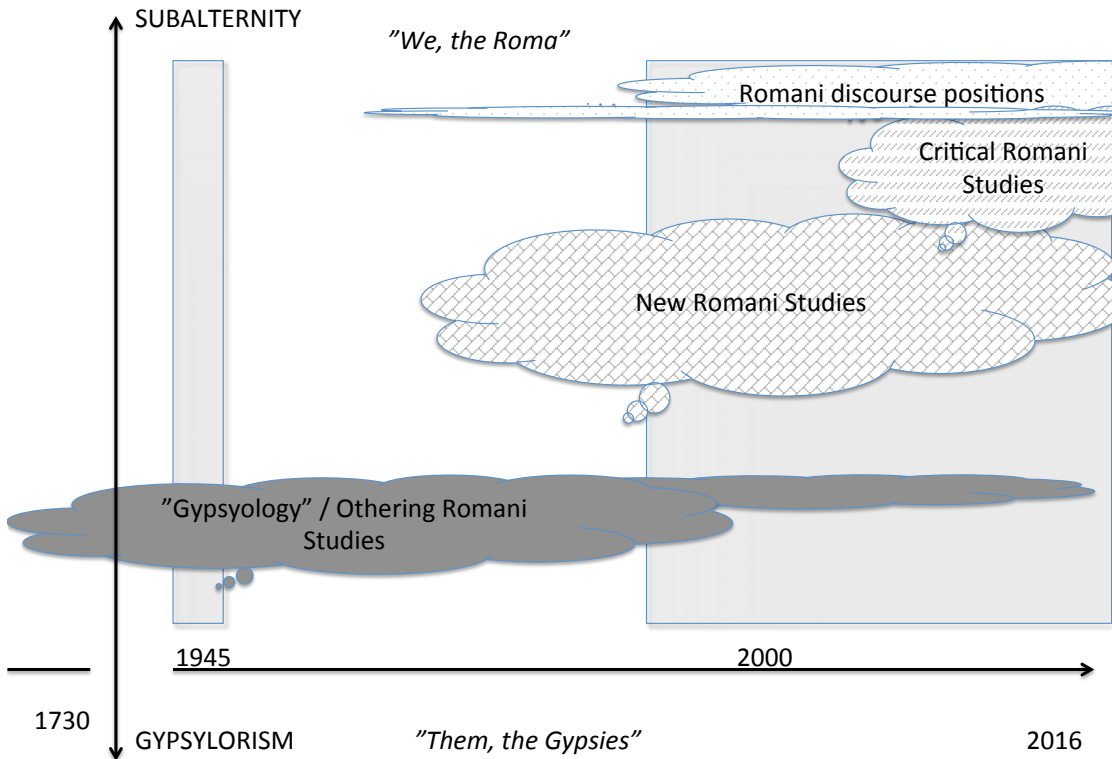 SUBALTERNITY
”We, the Roma”
Romani discourse positions
Critical Romani
Studies
New Romani Studies
”Gypsyology” / Othering Romani
Studies
1945
2000
1730
GYPSYLORISM
”Them, the Gypsies”
2016